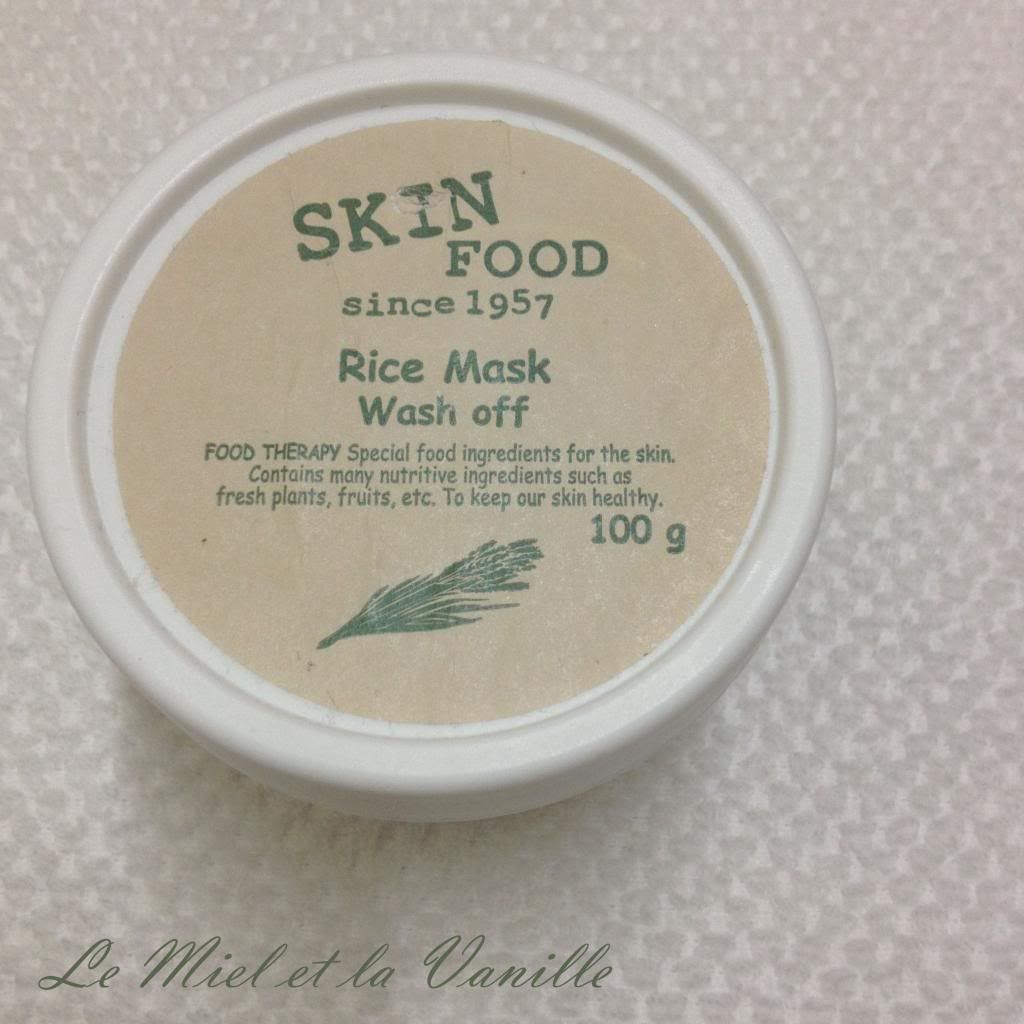 SKIN
FOOD
since 1957
Rice Mask
Wash off
FOOD THERAPY Special food ingredients for the skin.
Contains many nutritive ingredients such as
fresh plants, fruits, etc. To keep our skin healthy.
100 g
Le Miel et la Vanille